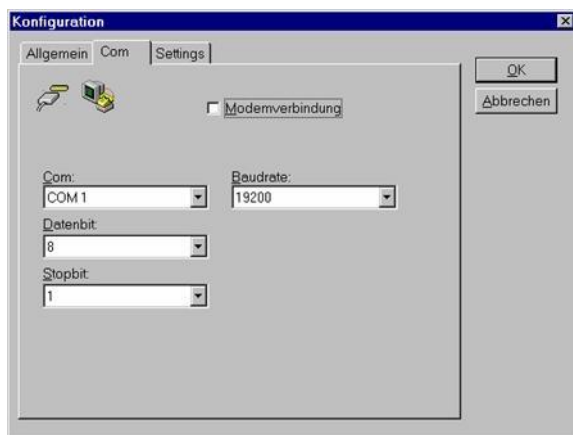 Konfiguration
Allgemein Com Settings
OK
Abbrechen
Modemverbindung
Com:
COM 1
Baudrate:
19200
Datenbit:
8
Stopbit:
1